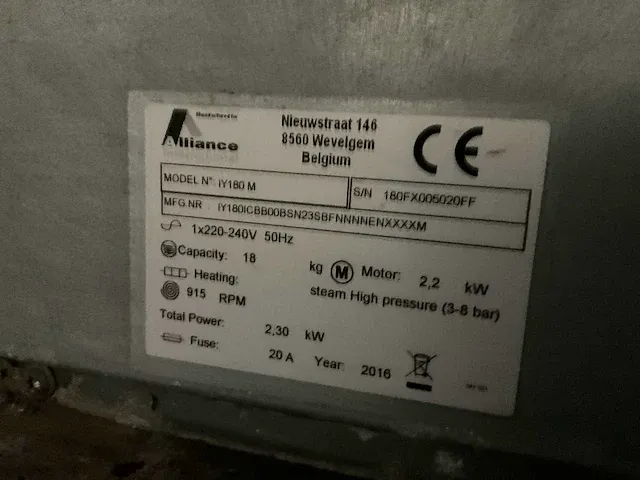 Manufactured for
Alliance
Nieuwstraat 146
8560 Wevelgem
Belgium
CE
MODEL N°: IY180 M
S/N 180FX005020FF
MFG.NR : IY180ICBB00BSN23SBFNNNNENXXXXM
1x220-240V 50Hz
Capacity: 18 kg
M Motor: 2,2 kW
Heating: steam High pressure (3-8 bar)
915 RPM
Total Power: 2,30 kW
Fuse: 20 A Year: 2016